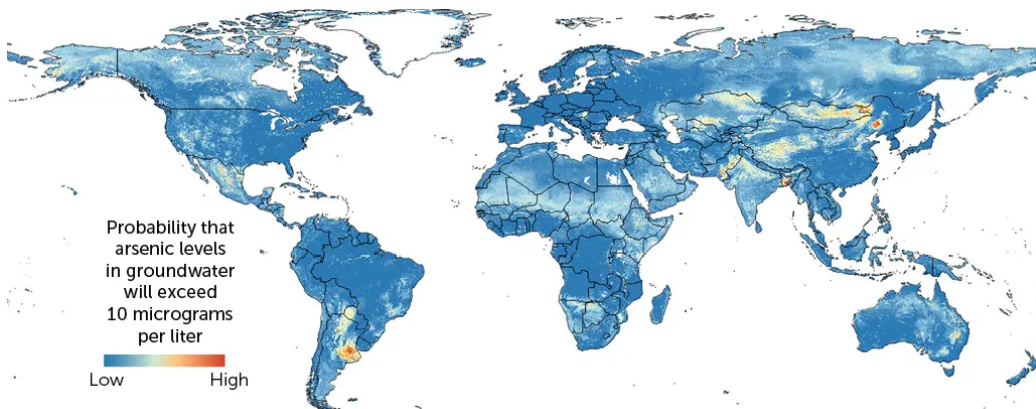 Probability that
arsenic levels
in groundwater
will exceed
10 micrograms
per liter
Low High